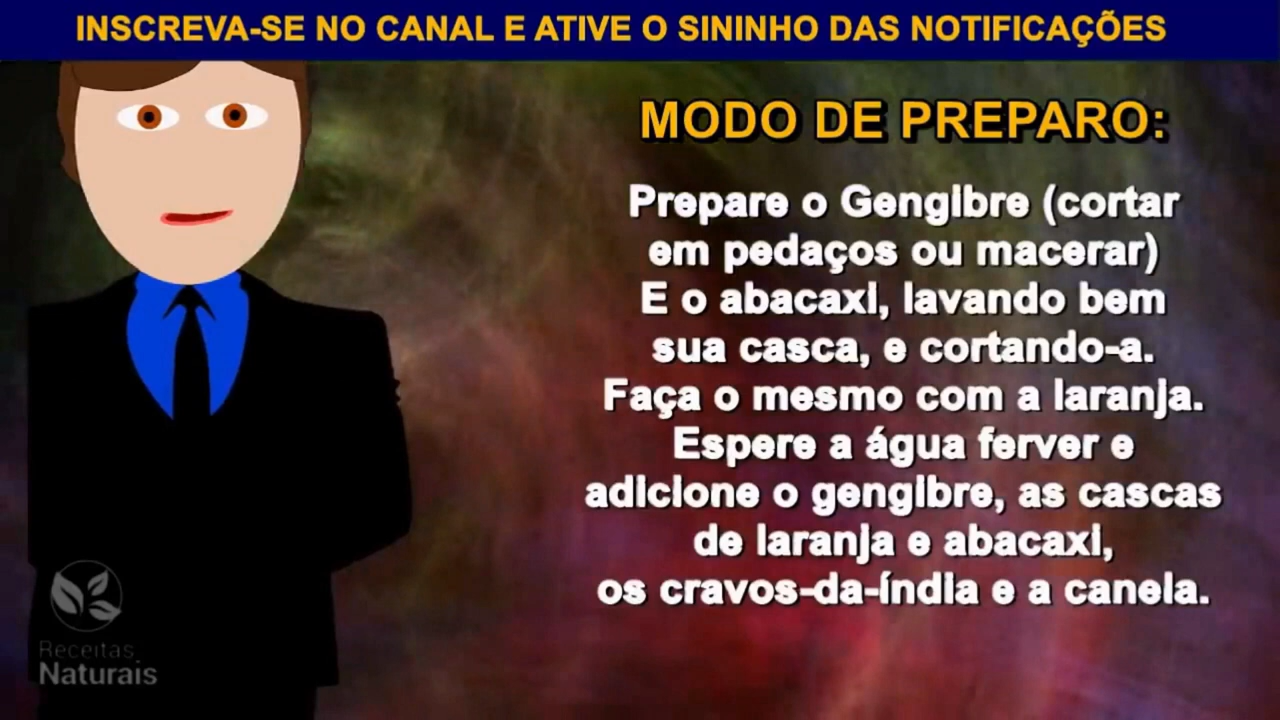 INSCREVA-SE NO CANAL E ATIVE O SININHO DAS NOTIFICAÇÕES
MODO DE PREPARO:
Prepare o Gengibre (cortar
em pedaços ou macerar)
E o abacaxi, lavando bem
sua casca, e cortando-a.
Faça o mesmo com a laranja.
Espere a água ferver e
adicione o gengibre, as cascas
de laranja e abacaxi,
os cravos-da-índia e a canela.
Receitas
Naturais